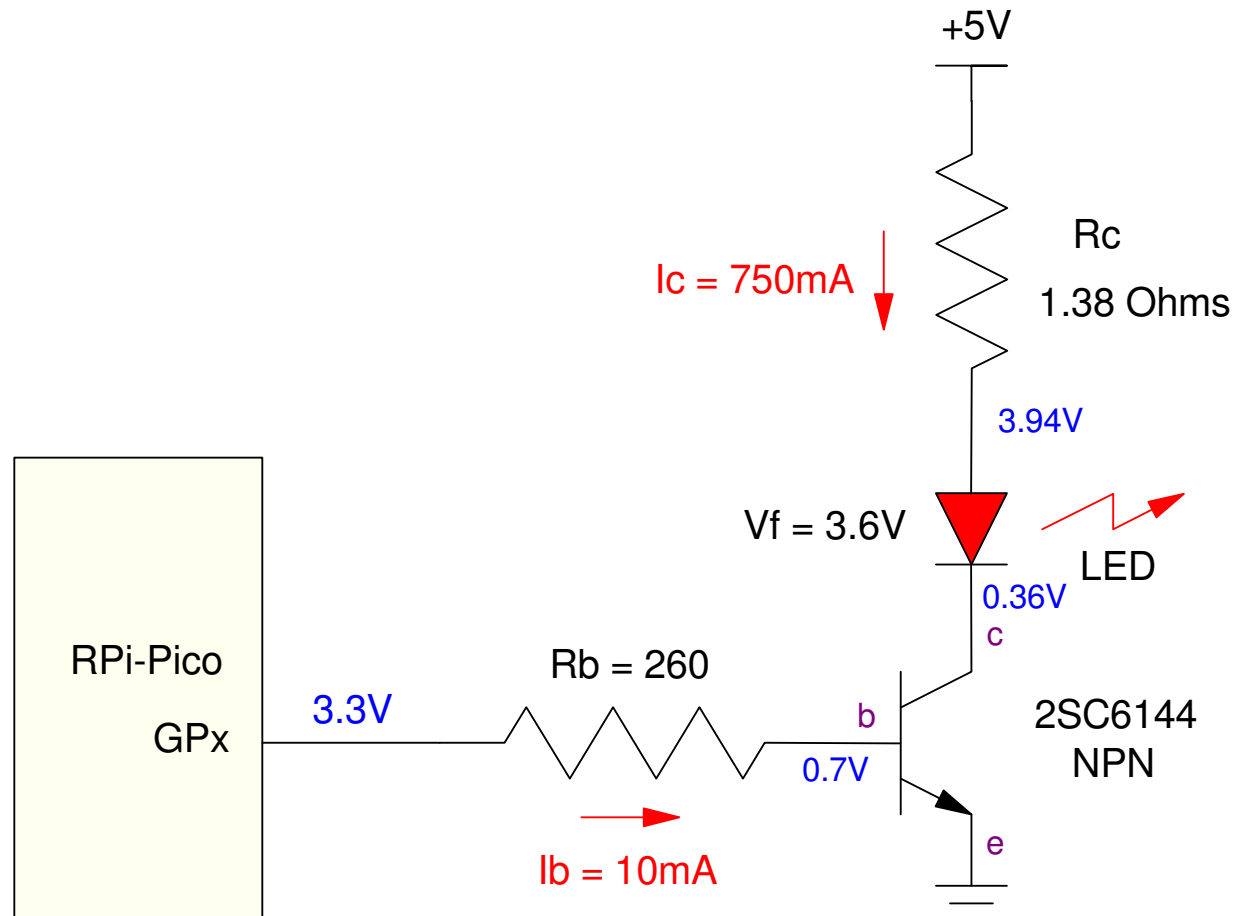 +5V
Rc
Ic = 750mA
1.38 Ohms
3.94V
Vf = 3.6V
LED
0.36V
c
RPi-Pico
Rb = 260
3.3V
b
2SC6144
GPx
0.7V
NPN
e
Ib = 10mA